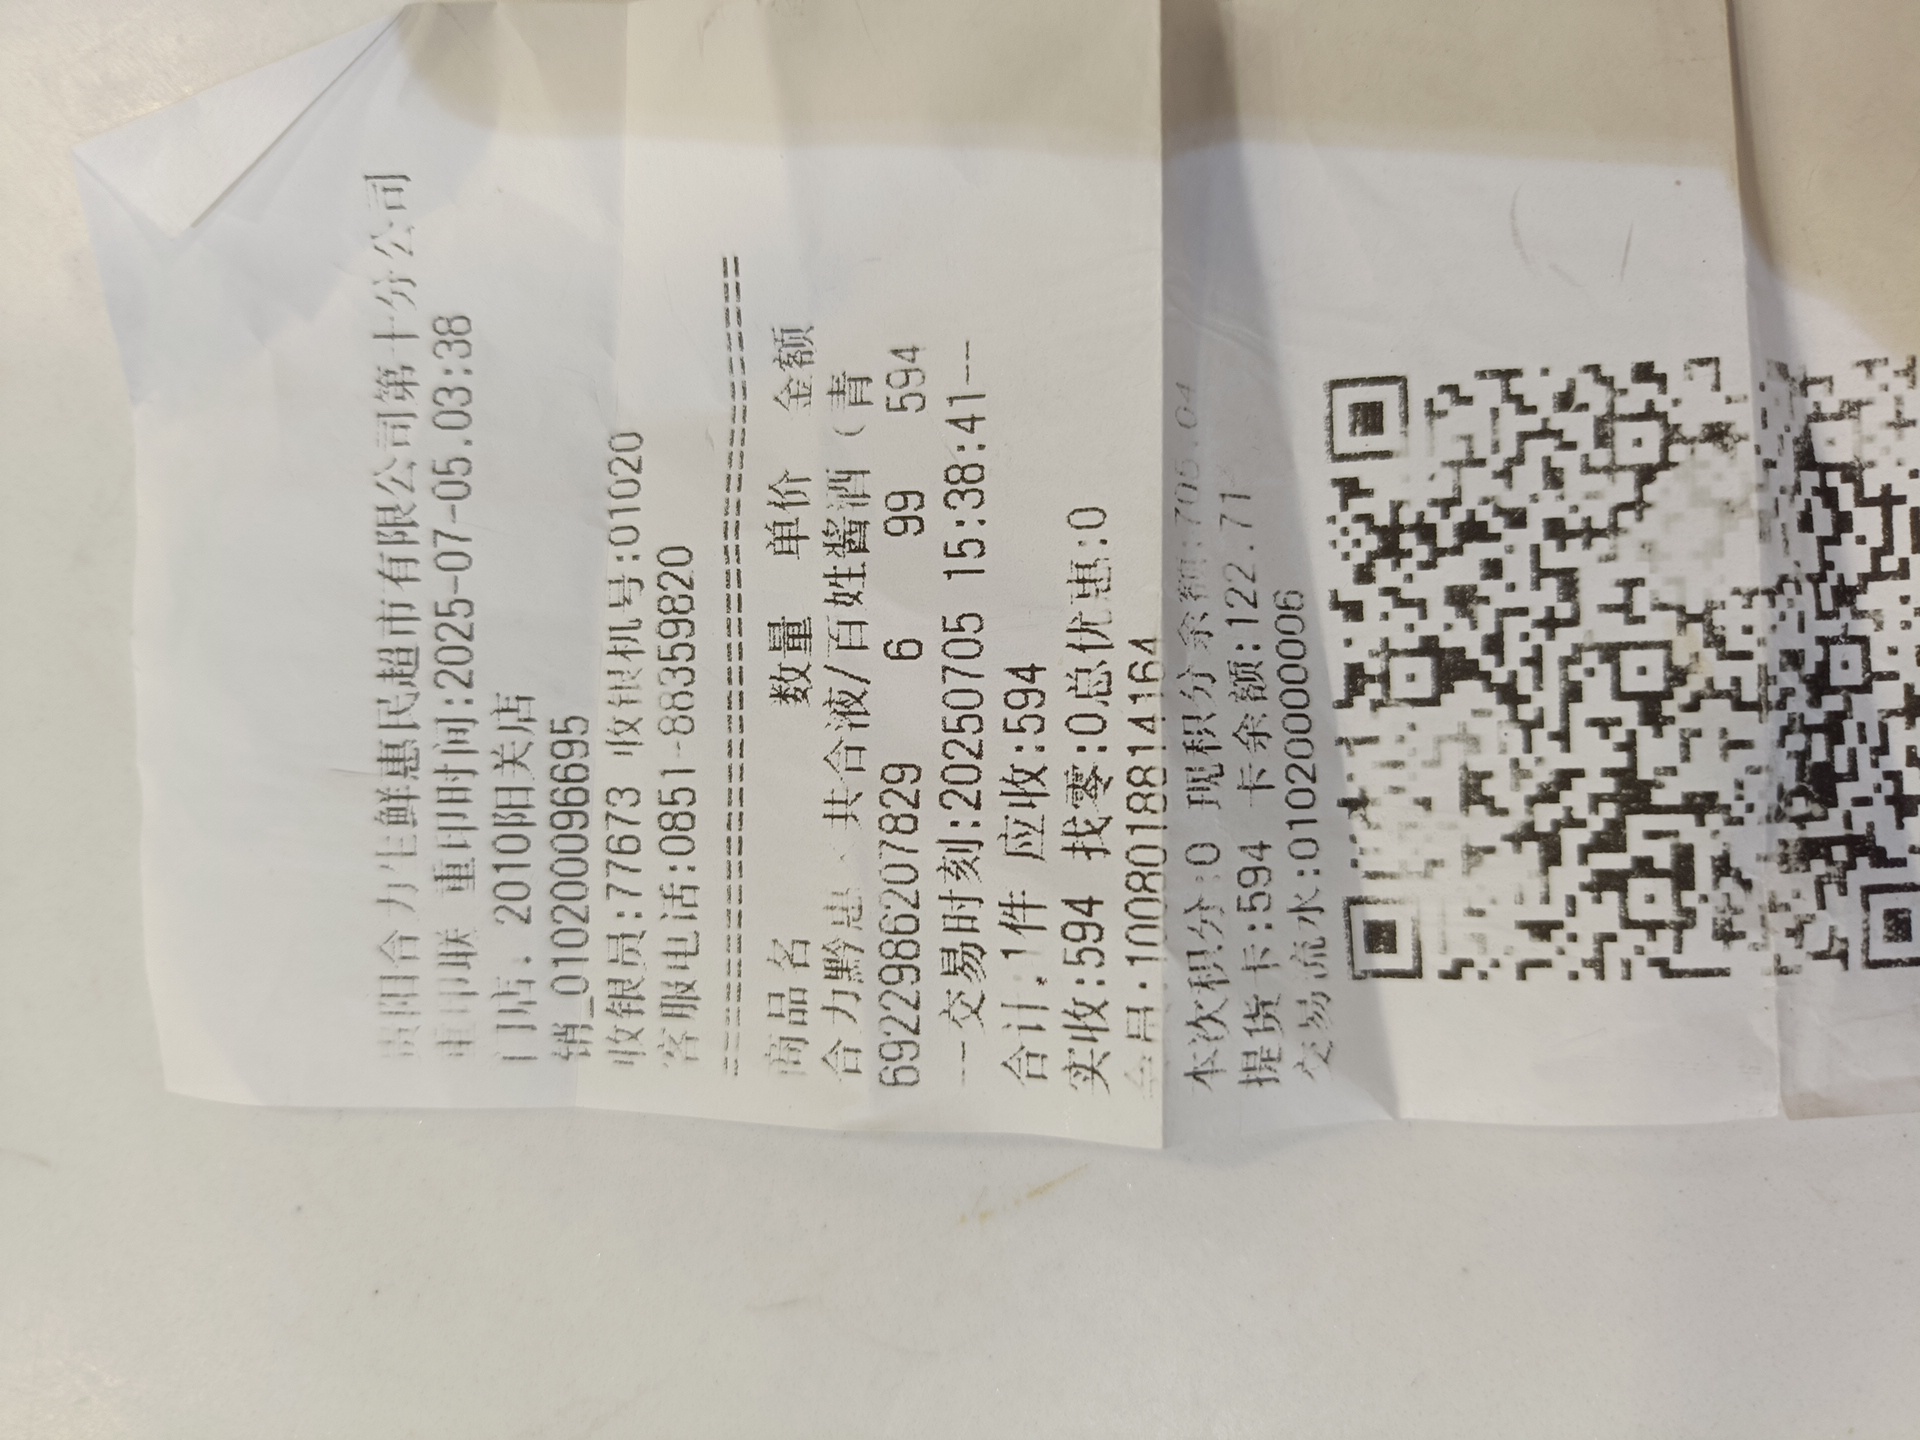 贵阳合力生鲜惠民超市有限公司第十分公司
重印联 重印时间:2025-07-05.03:38
门店: 2010阳关店
销_010200096695
收银员:77673 收银机号:01020
客服电话:0851-88359820
==========================================
商品名 数量 单价 金额
合力黔惠、共合液/百姓酱酒（青
6922986207829 6 99 594
--交易时刻:20250705 15:38:41--
合计:1件 应收:594
实收:594 找零:0总优惠:0
会员:1008018814164
本次积分:0 现积分余额:705.04
提货卡:594 卡余额:122.71
交易流水:010200000006